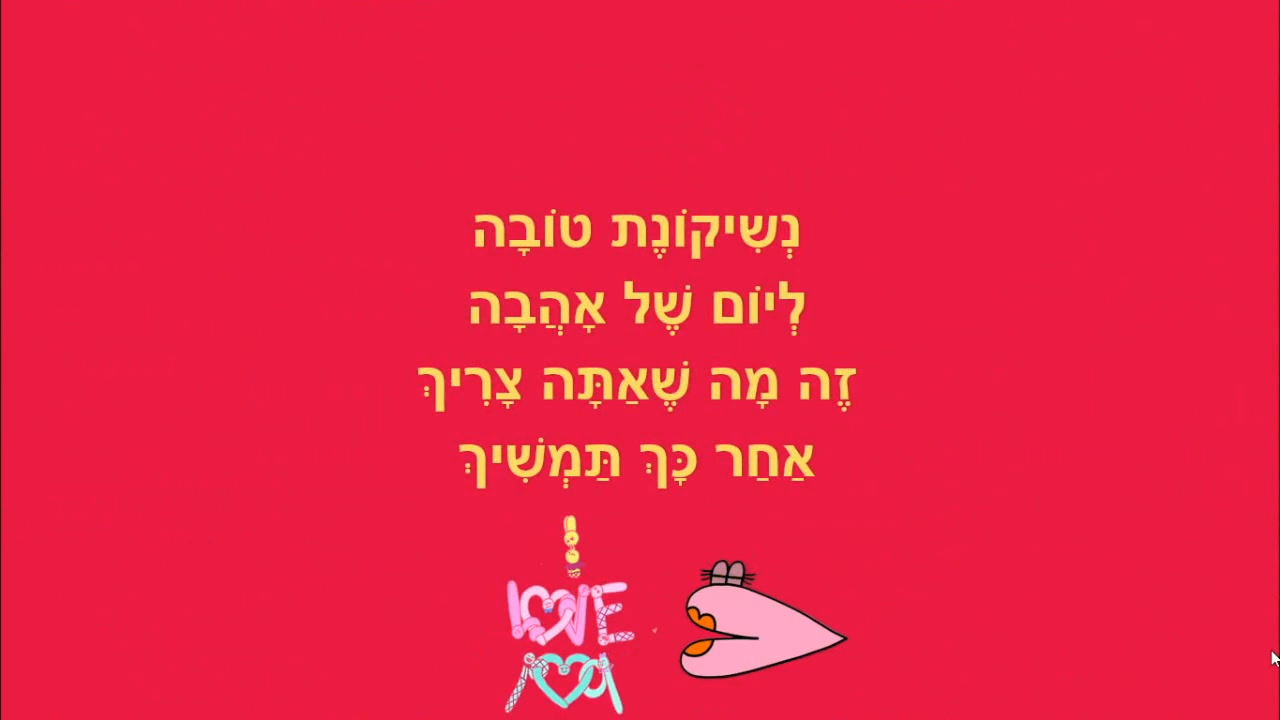 נְשִׁיקוֹנֶת טוֹבָה
לְיוֹם שֶׁל אָהֲבָה
זֶה מָה שֶׁאַתָּה צָרִיךְ
אַחַר כָּךְ תַּמְשִׁיךְ
I
LOVE